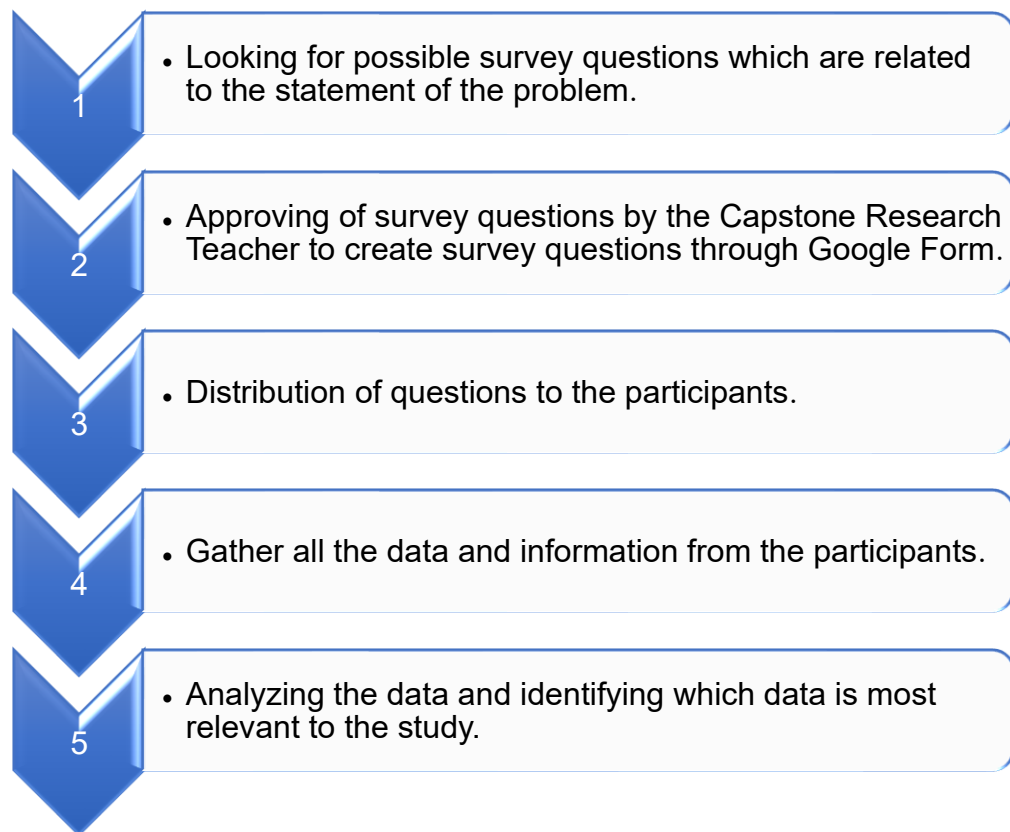 1
• Looking for possible survey questions which are related
to the statement of the problem.
2
• Approving of survey questions by the Capstone Research
Teacher to create survey questions through Google Form.
3
• Distribution of questions to the participants.
4
• Gather all the data and information from the participants.
5
• Analyzing the data and identifying which data is most
relevant to the study.